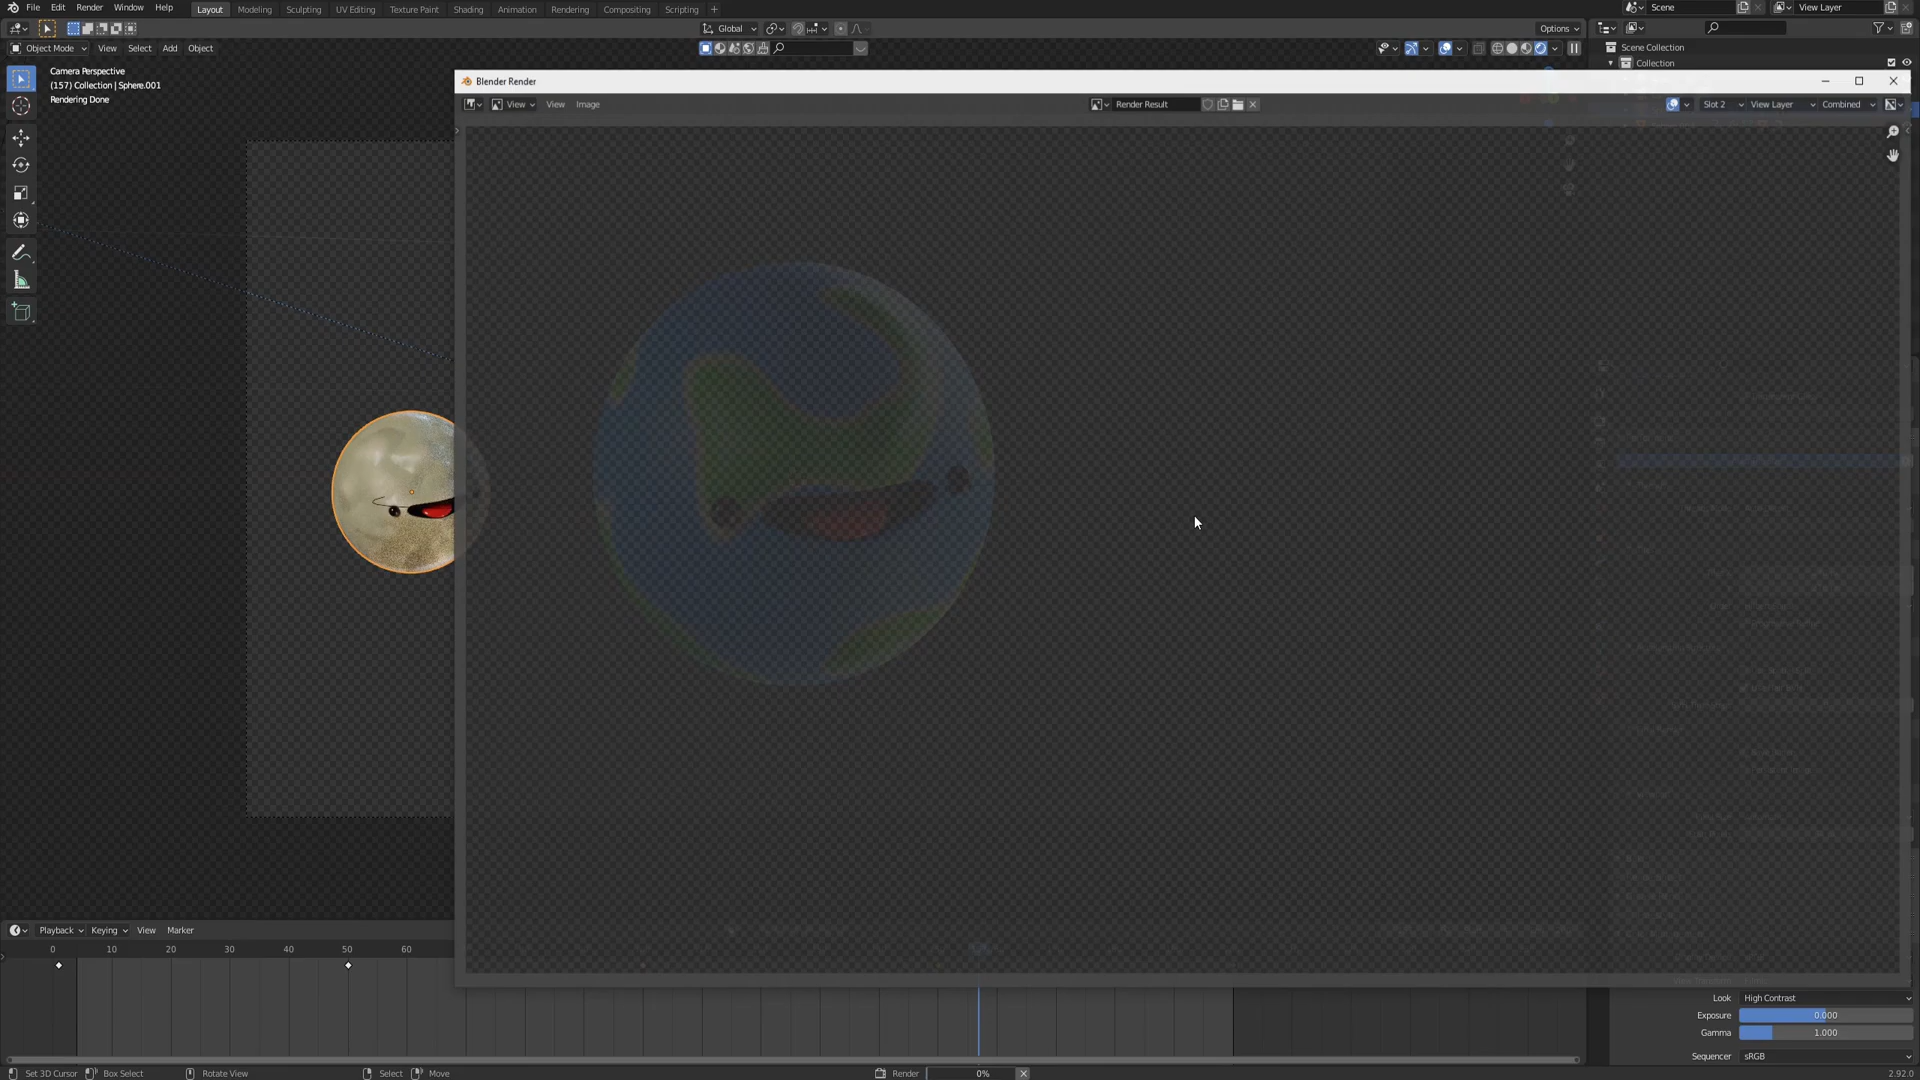 File Edit Render Window Help Layout Modeling Sculpting UV Editing Texture Paint Shading Animation Rendering Compositing Scripting + Scene View Layer
Global Options
Object Mode View Select Add Object Scene Collection
Collection
Camera Perspective
(157) Collection | Sphere.001
Rendering Done
Blender Render
View View Image Render Result Slot 2 View Layer Combined
Playback Keying View Marker
0 10 20 30 40 50 60
Look High Contrast
Exposure 0.000
Gamma 1.000
Sequencer sRGB
Set 3D Cursor Box Select Rotate View Select Move Render 0% 2.92.0